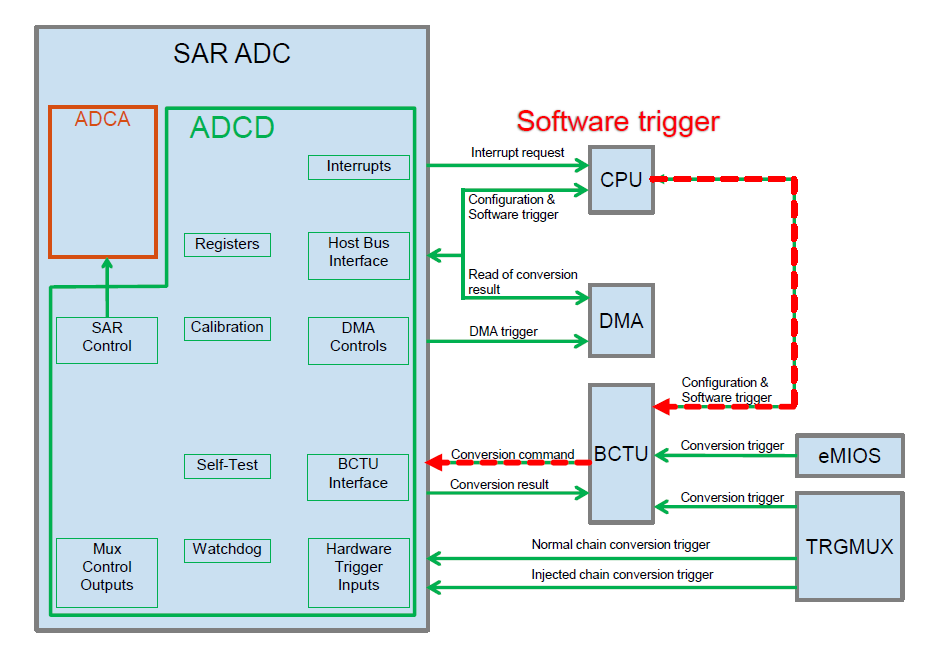 SAR ADC
ADCA
ADCD
Software trigger
Interrupts
Interrupt request
CPU
Configuration &
Software trigger
Registers
Host Bus
Interface
Read of conversion
result
SAR
Control
Calibration
DMA
Controls
DMA trigger
DMA
Configuration &
Software trigger
Self-Test
BCTU
Interface
Conversion command
Conversion result
BCTU
Conversion trigger
eMIOS
Conversion trigger
TRGMUX
Mux
Control
Outputs
Watchdog
Hardware
Trigger
Inputs
Normal chain conversion trigger
Injected chain conversion trigger